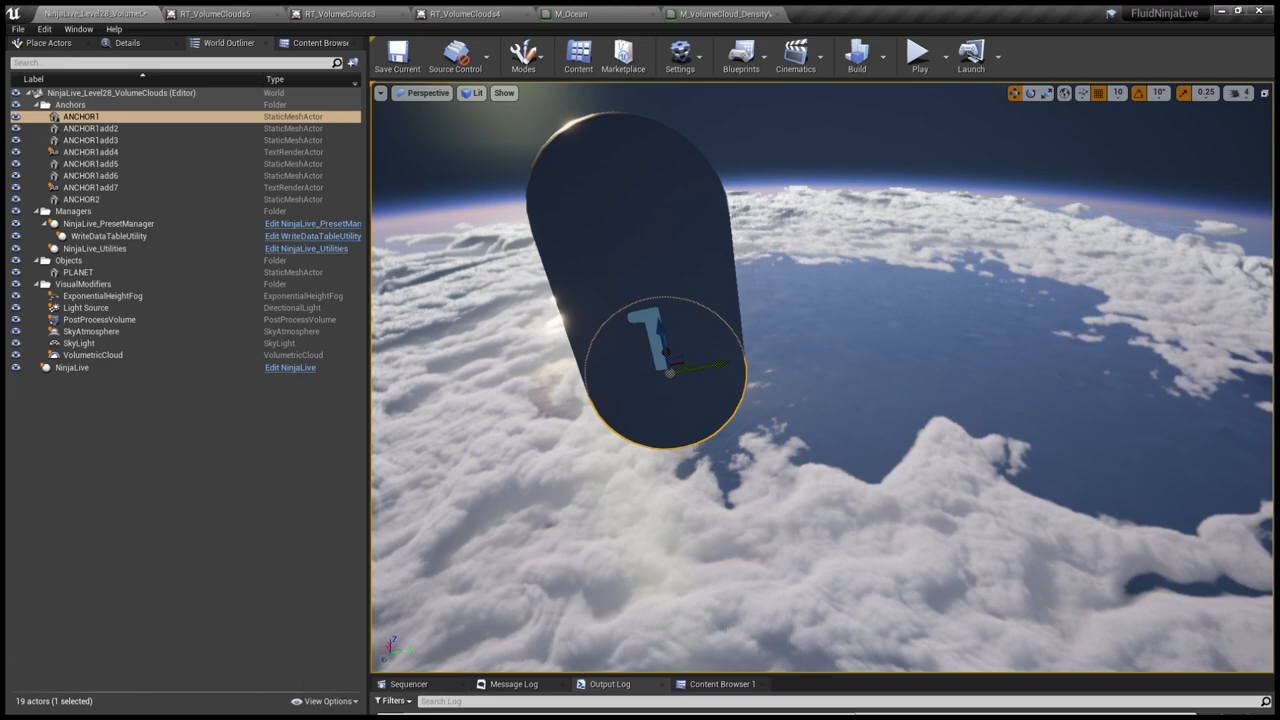 NinjaLive_Level28_Volume
RT_VolumeClouds5
RT_VolumeClouds3
RT_VolumeClouds4
M_Ocean
M_VolumeCloud_Density
FluidNinjaLive
File Edit Window Help
Place Actors
Details
World Outliner
Content Browse
Search...
Label Type
NinjaLive_Level28_VolumeClouds (Editor) World
Anchors Folder
ANCHOR1 StaticMeshActor
ANCHOR1add2 StaticMeshActor
ANCHOR1add3 StaticMeshActor
ANCHOR1add4 TextRenderActor
ANCHOR1add5 StaticMeshActor
ANCHOR1add6 StaticMeshActor
ANCHOR1add7 TextRenderActor
ANCHOR2 StaticMeshActor
Managers Folder
NinjaLive_PresetManager Edit NinjaLive_PresetMan
WriteDataTableUtility Edit WriteDataTableUtility
NinjaLive_Utilities Edit NinjaLive_Utilities
Objects Folder
PLANET StaticMeshActor
VisualModifiers Folder
ExponentialHeightFog ExponentialHeightFog
Light Source DirectionalLight
PostProcessVolume PostProcessVolume
SkyAtmosphere SkyAtmosphere
SkyLight SkyLight
VolumetricCloud VolumetricCloud
NinjaLive Edit NinjaLive
19 actors (1 selected)
View Options
Save Current
Source Control
Modes
Content
Marketplace
Settings
Blueprints
Cinematics
Build
Play
Launch
Perspective
Lit
Show
10
10°
0.25
4
1
Z
Sequencer
Message Log
Output Log
Content Browser 1
Filters
Search Log